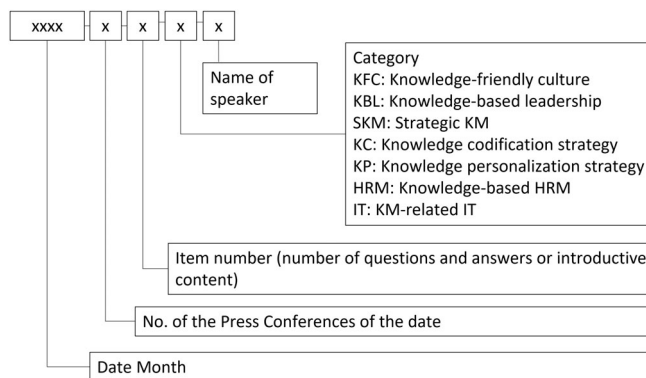 xxxx x x x x
Name of
speaker
Category
KFC: Knowledge-friendly culture
KBL: Knowledge-based leadership
SKM: Strategic KM
KC: Knowledge codification strategy
KP: Knowledge personalization strategy
HRM: Knowledge-based HRM
IT: KM-related IT
Item number (number of questions and answers or introductive
content)
No. of the Press Conferences of the date
Date Month